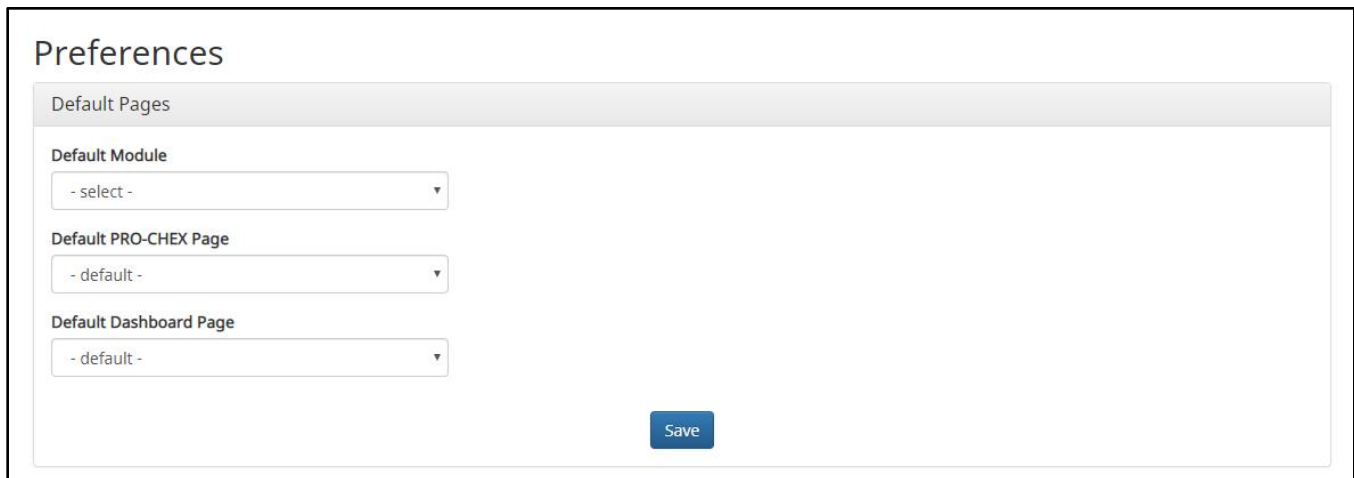 Preferences
Default Pages
Default Module
- select -
Default PRO-CHEX Page
- default -
Default Dashboard Page
- default -
Save